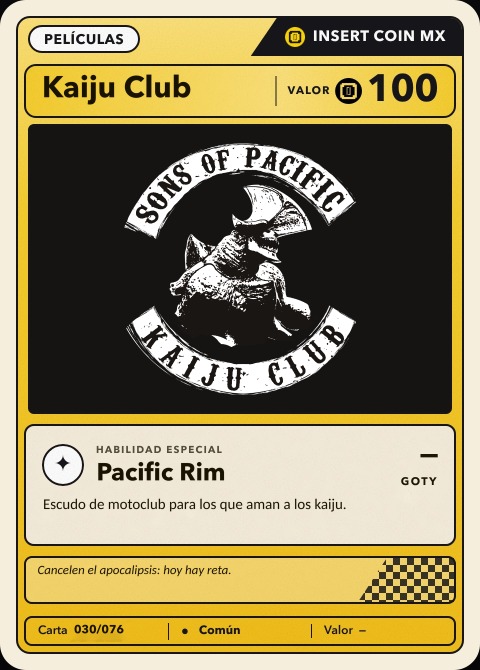 PELÍCULAS
INSERT COIN MX
Kaiju Club
VALOR 100
SONS OF PACIFIC
KAIJU CLUB
HABILIDAD ESPECIAL
Pacific Rim
—
GOTY
Escudo de motoclub para los que aman a los kaiju.
Cancelen el apocalipsis: hoy hay reta.
Carta 030/076 • Común Valor –